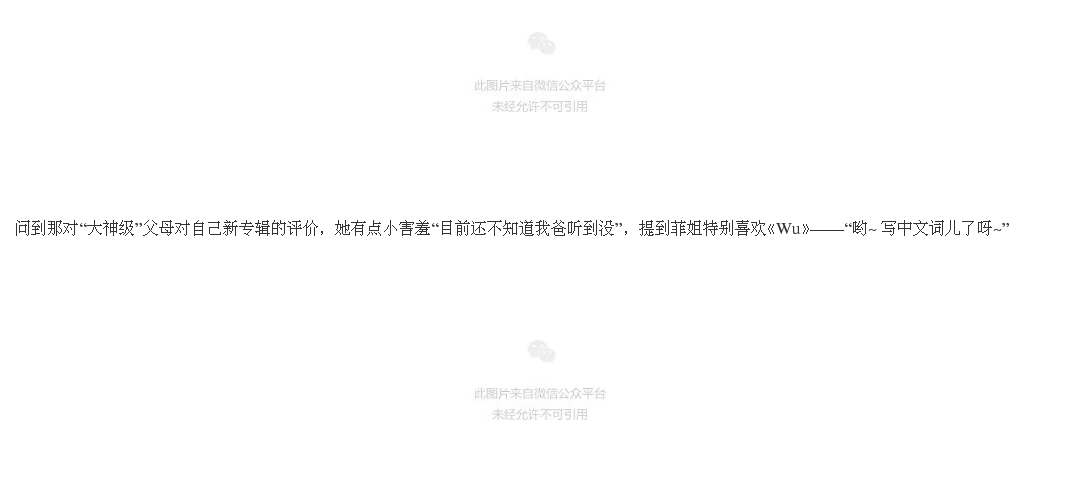 此图片来自微信公众平台
未经允许不可引用
问到那对“大神级”父母对自己新专辑的评价，她有点小害羞“目前还不知道我爸听到没”，提到菲姐特别喜欢《Wu》——“哟~ 写中文词儿了呀~”
此图片来自微信公众平台
未经允许不可引用